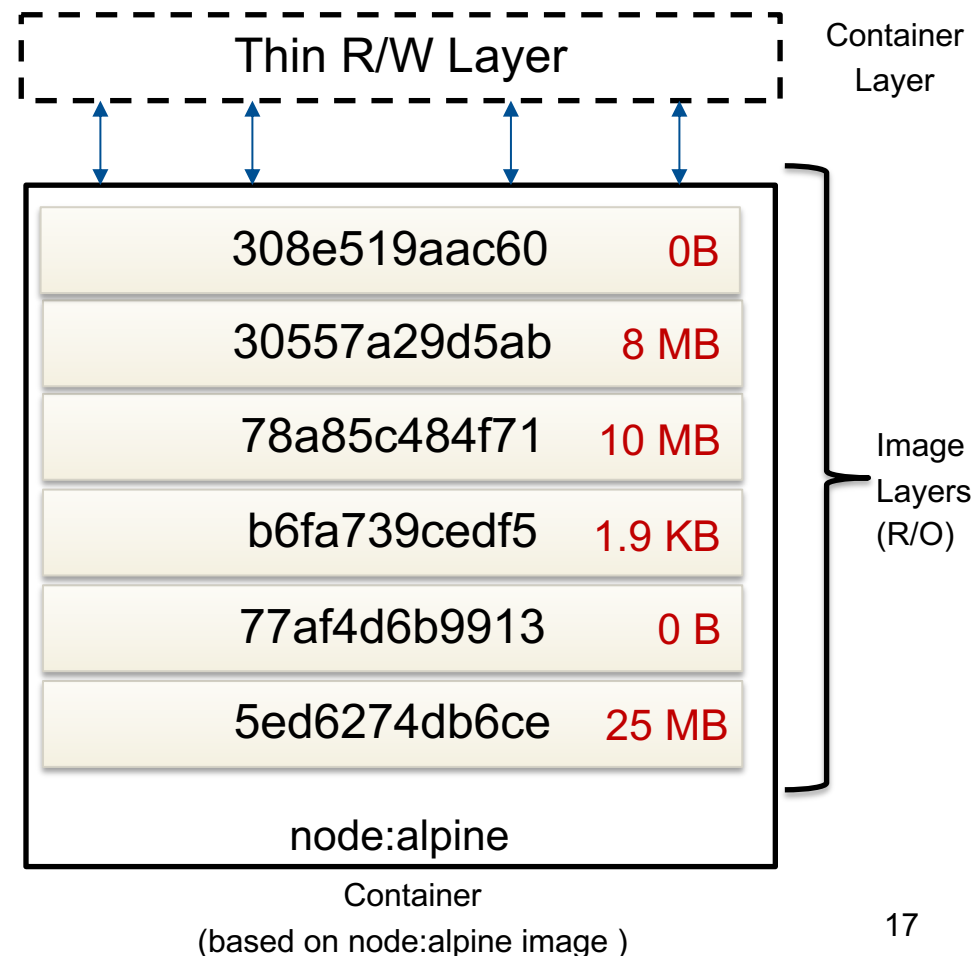 Thin R/W Layer
Container
Layer
308e519aac60 0B
30557a29d5ab 8 MB
78a85c484f71 10 MB
b6fa739cedf5 1.9 KB
77af4d6b9913 0 B
5ed6274db6ce 25 MB
Image
Layers
(R/O)
node:alpine
Container
(based on node:alpine image )
17